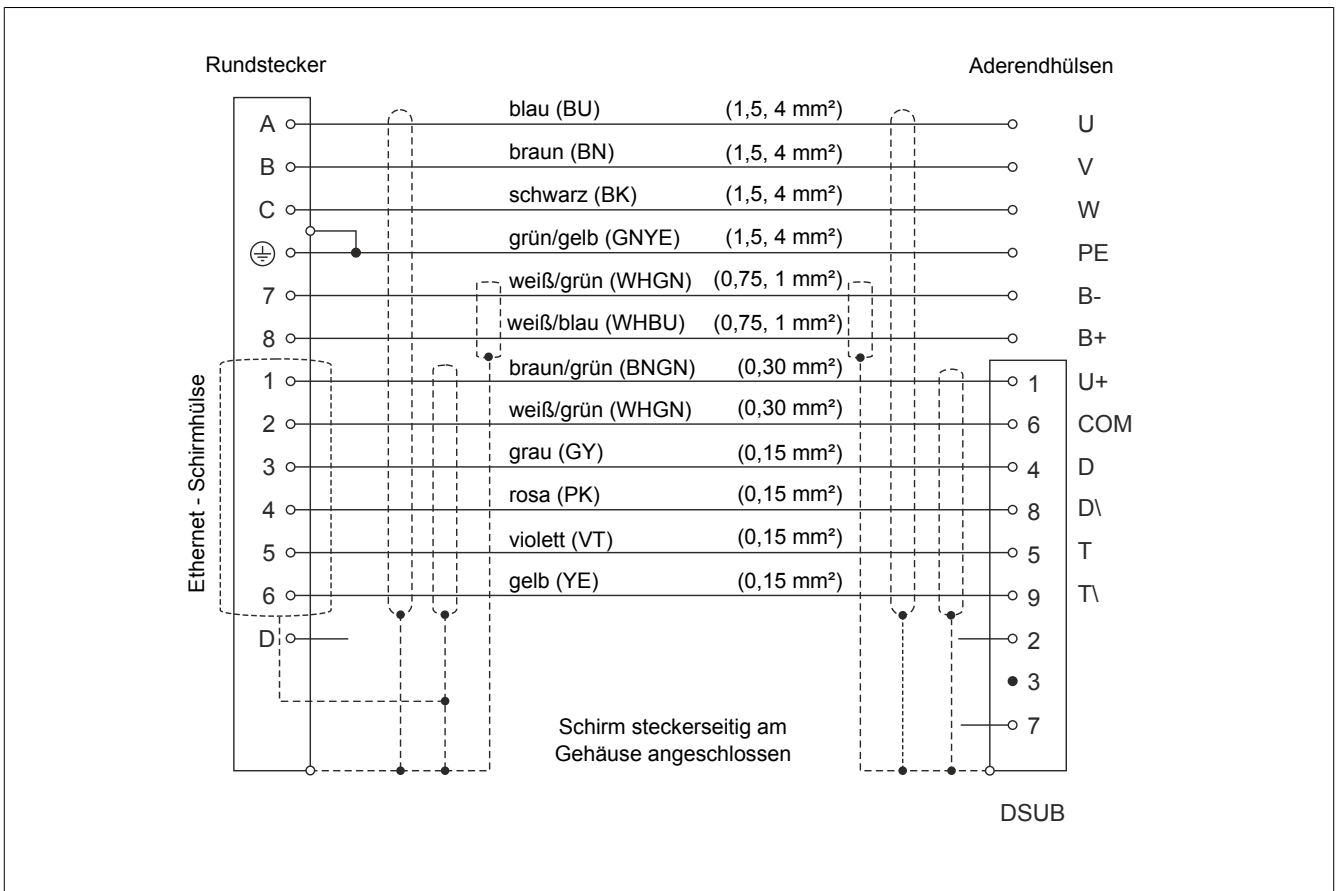 Rundstecker Aderendhülsen
A blau (BU) (1,5, 4 mm²) U
B braun (BN) (1,5, 4 mm²) V
C schwarz (BK) (1,5, 4 mm²) W
grün/gelb (GNYE) (1,5, 4 mm²) PE
7 weiß/grün (WHGN) (0,75, 1 mm²) B-
8 weiß/blau (WHBU) (0,75, 1 mm²) B+
1 braun/grün (BNGN) (0,30 mm²) 1 U+
2 weiß/grün (WHGN) (0,30 mm²) 6 COM
3 grau (GY) (0,15 mm²) 4 D
4 rosa (PK) (0,15 mm²) 8 D\
5 violett (VT) (0,15 mm²) 5 T
6 gelb (YE) (0,15 mm²) 9 T\
Ethernet - Schirmhülse
D 2
3
7
Schirm steckerseitig am
Gehäuse angeschlossen
DSUB